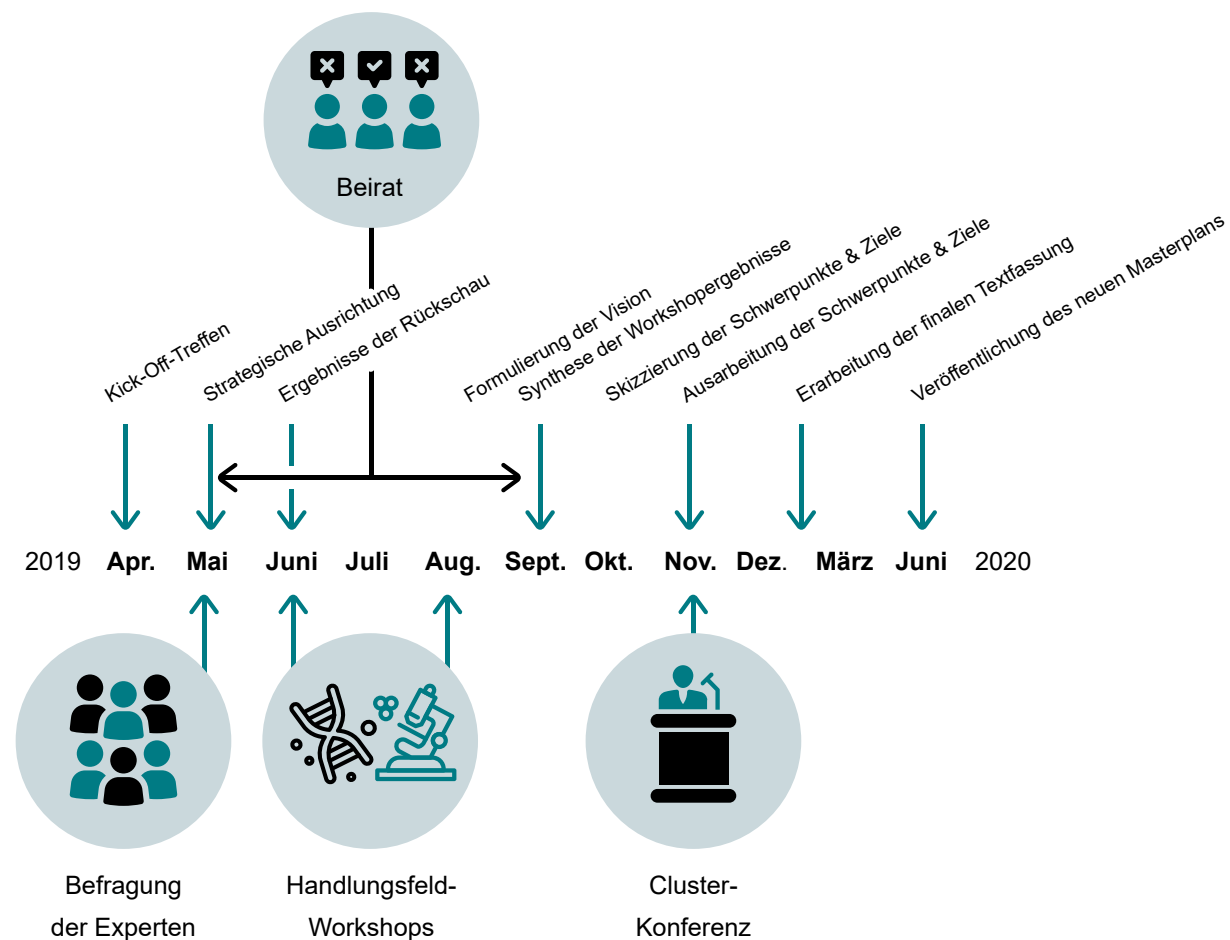 Beirat
Kick-Off-Treffen
Strategische Ausrichtung
Ergebnisse der Rückschau
Formulierung der Vision
Synthese der Workshopergebnisse
Skizzierung der Schwerpunkte & Ziele
Ausarbeitung der Schwerpunkte & Ziele
Erarbeitung der finalen Textfassung
Veröffentlichung des neuen Masterplans
2019 Apr. Mai Juni Juli Aug. Sept. Okt. Nov. Dez. März Juni 2020
Befragung
der Experten
Handlungsfeld-
Workshops
Cluster-
Konferenz